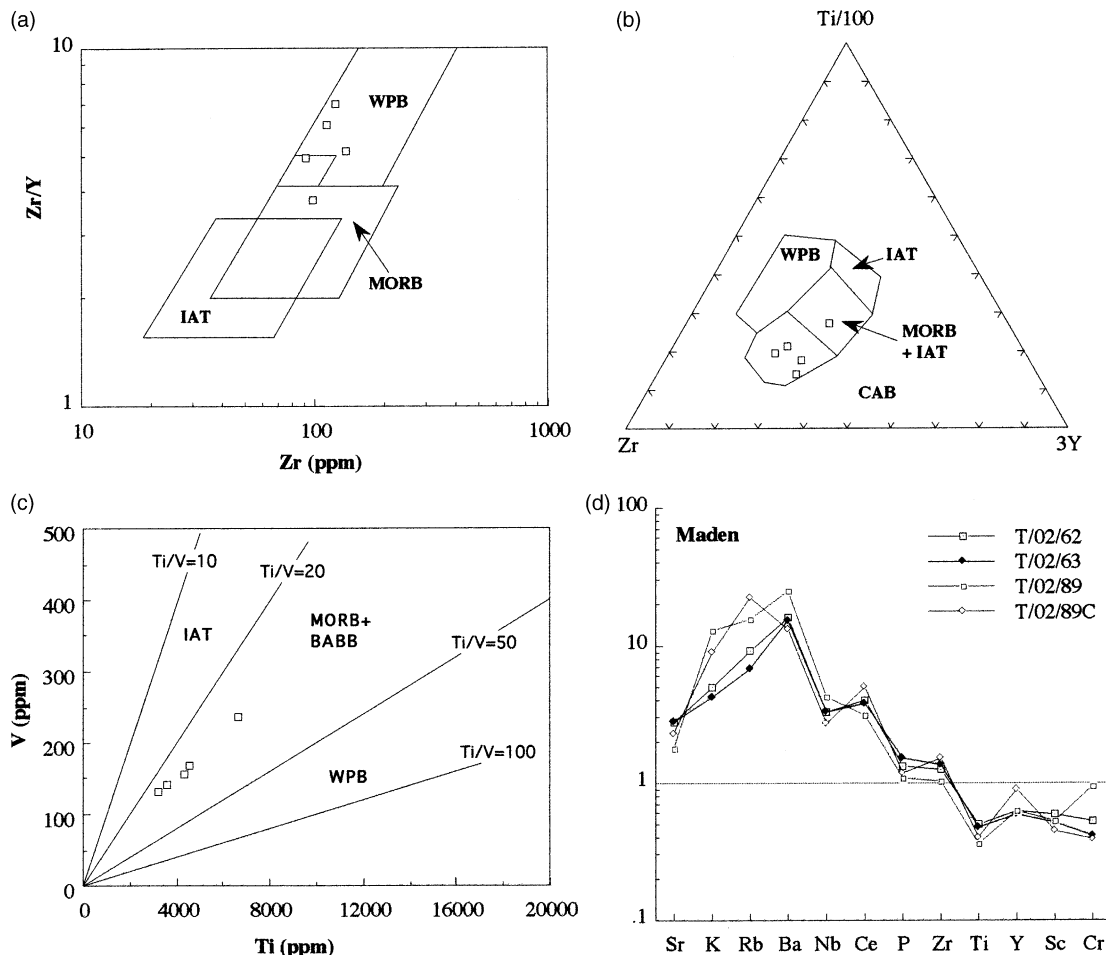 (a)
10
Zr/Y
WPB
MORB
IAT
1
10
100
1000
Zr (ppm)
(b)
Ti/100
WPB
IAT
MORB
+ IAT
CAB
Zr
3Y
(c)
500
400
300
200
100
0
V (ppm)
Ti/V=10
Ti/V=20
IAT
MORB+
BABB
Ti/V=50
Ti/V=100
WPB
0
4000
8000
12000
16000
20000
Ti (ppm)
(d)
100
Maden
T/02/62
T/02/63
T/02/89
T/02/89C
10
1
.1
Sr K Rb Ba Nb Ce P Zr Ti Y Sc Cr